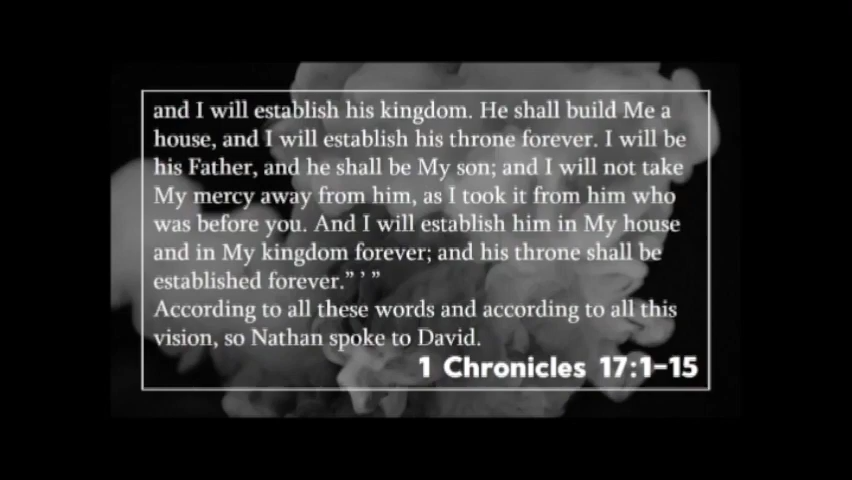 and I will establish his kingdom. He shall build Me a
house, and I will establish his throne forever. I will be
his Father, and he shall be My son; and I will not take
My mercy away from him, as I took it from him who
was before you. And I will establish him in My house
and in My kingdom forever; and his throne shall be
established forever.” ’ ”
According to all these words and according to all this
vision, so Nathan spoke to David.
1 Chronicles 17:1-15